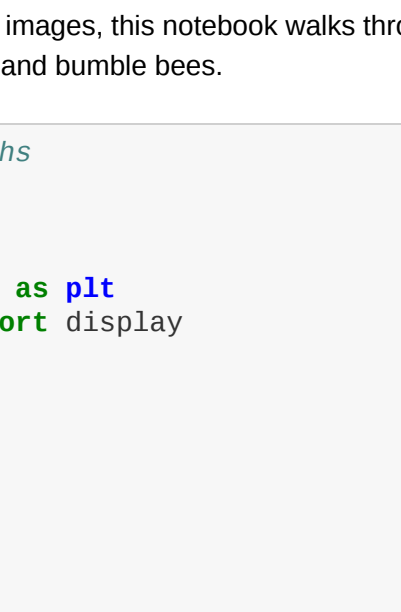 images, this notebook walks thro
and bumble bees.
hs
as plt
ort display